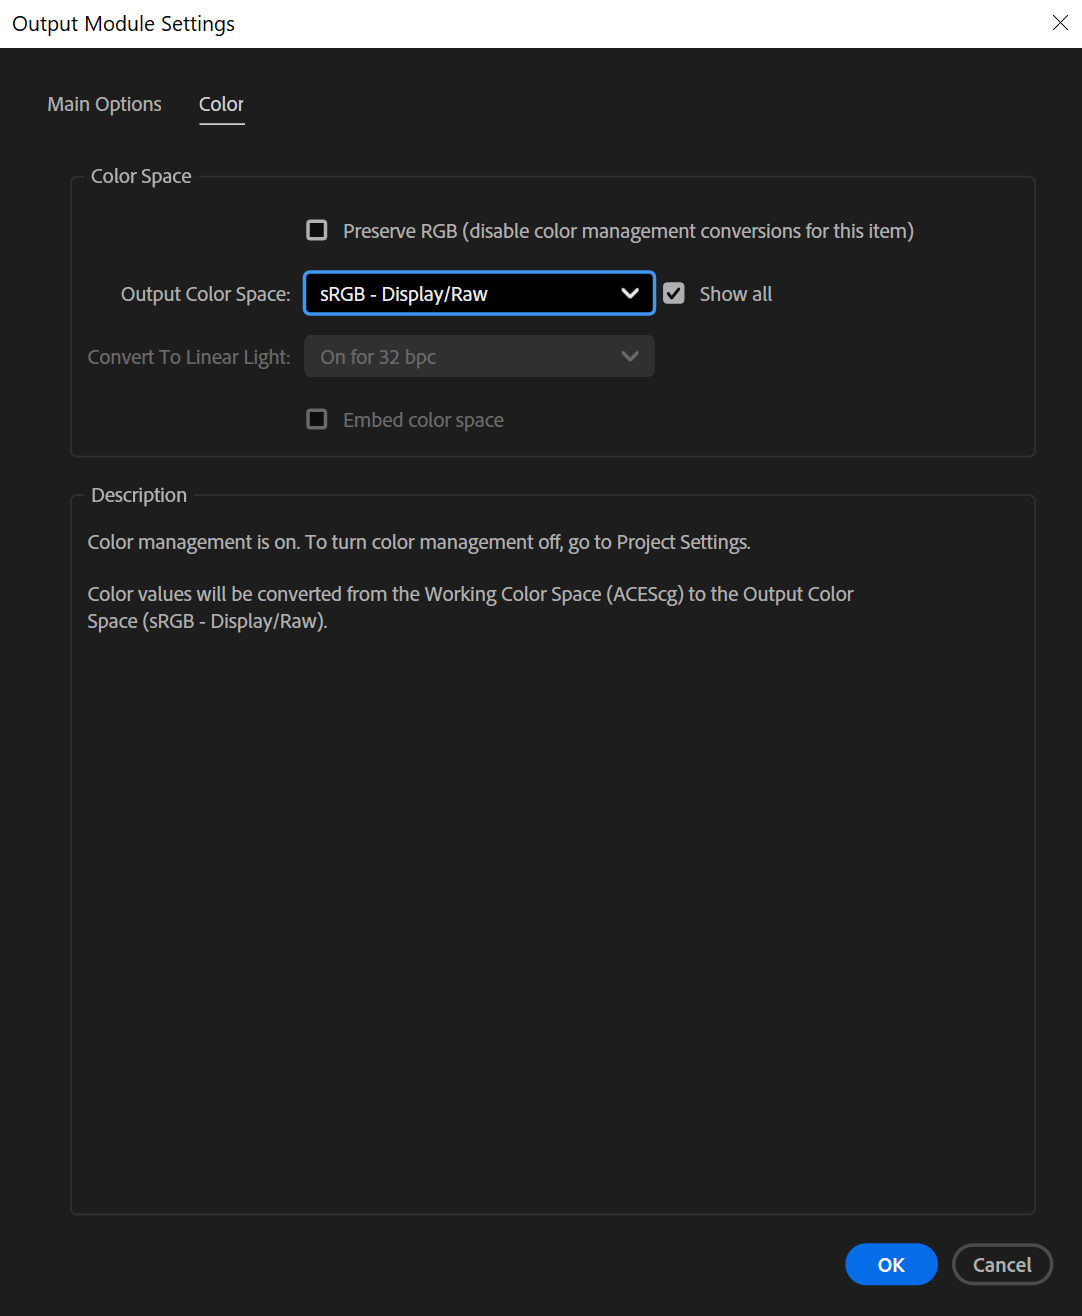 Output Module Settings
Main Options
Color
Color Space
Preserve RGB (disable color management conversions for this item)
Output Color Space:
sRGB - Display/Raw
Show all
Convert To Linear Light:
On for 32 bpc
Embed color space
Description
Color management is on. To turn color management off, go to Project Settings.
Color values will be converted from the Working Color Space (ACEScg) to the Output Color
Space (sRGB - Display/Raw).
OK
Cancel